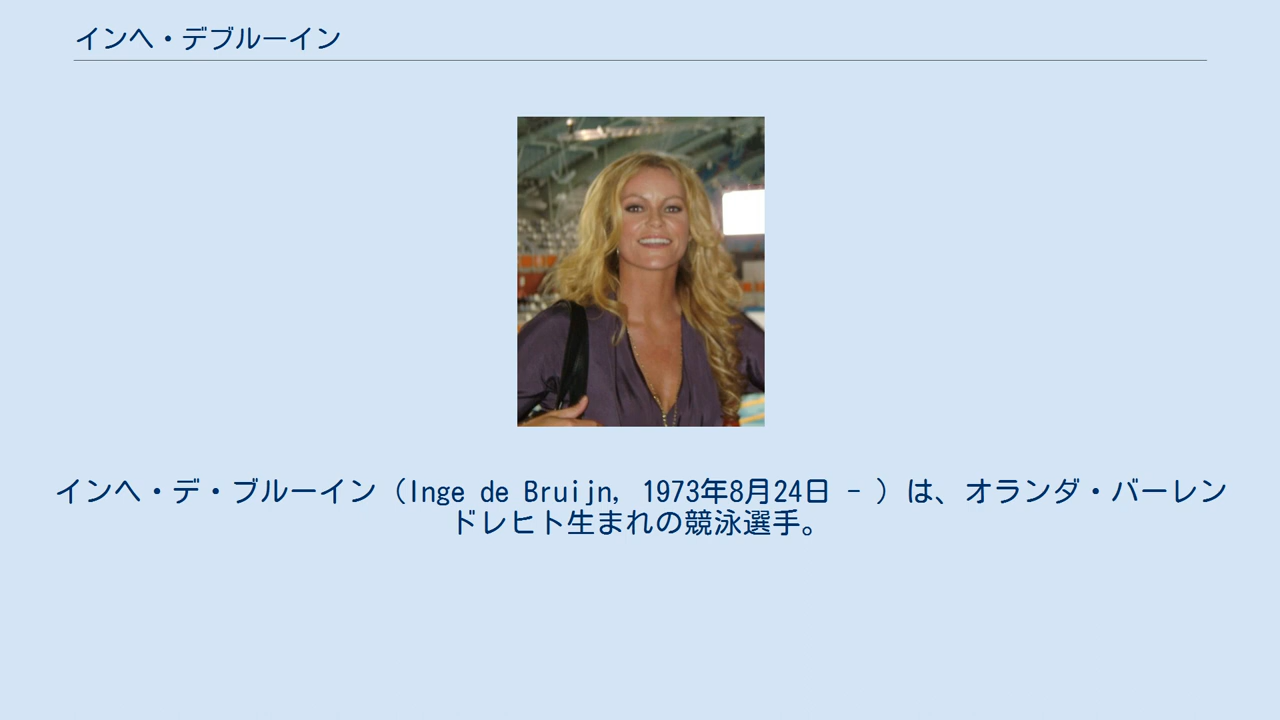 インヘ・デブルーイン
インヘ・デ・ブルーイン（Inge de Bruijn, 1973年8月24日 - ）は、オランダ・バーレン
ドレヒト生まれの競泳選手。